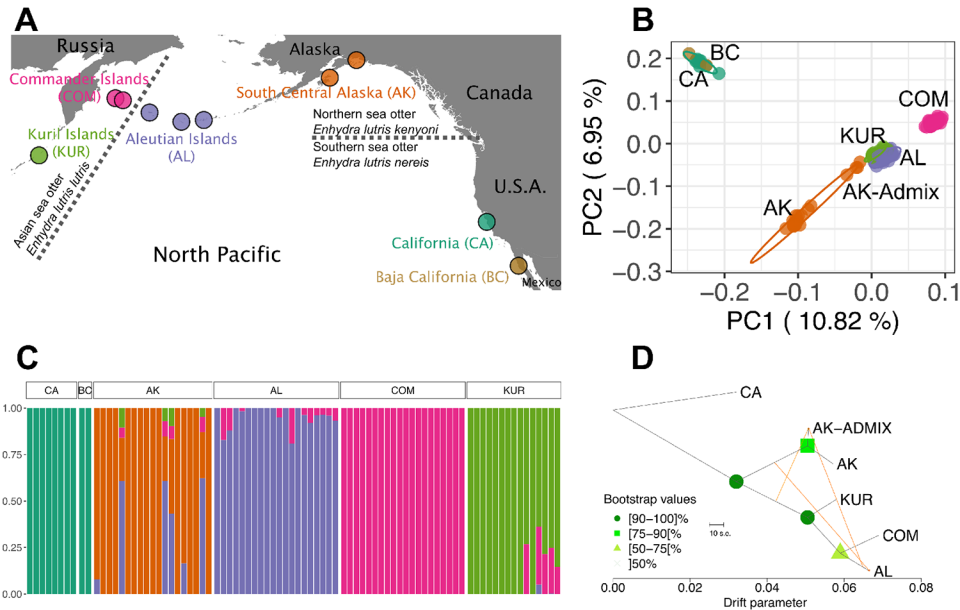 A
Russia
Alaska
Commander Islands
(COM)
South Central Alaska (AK)
Canada
Northern sea otter
Enhydra lutris kenyoni
Southern sea otter
Enhydra lutris nereis
Kuril Islands
(KUR)
Aleutian Islands
(AL)
Asian sea otter
Enhydra lutris lutris
U.S.A.
North Pacific
California (CA)
Baja California (BC)
Mexico
B
PC2 ( 6.95 %)
0.2
0.1
0.0
−0.1
−0.2
−0.3
BC
CA
COM
KUR
AL
AK-Admix
AK
−0.2
−0.1
0.0
0.1
PC1 ( 10.82 %)
C
CA
BC
AK
AL
COM
KUR
1.00
0.75
0.50
0.25
0.00
D
CA
AK−ADMIX
AK
KUR
COM
AL
Bootstrap values
[90−100]%
[75−90[%
[50−75[%
]50%
10 s.e.
0.00
0.02
0.04
0.06
0.08
Drift parameter